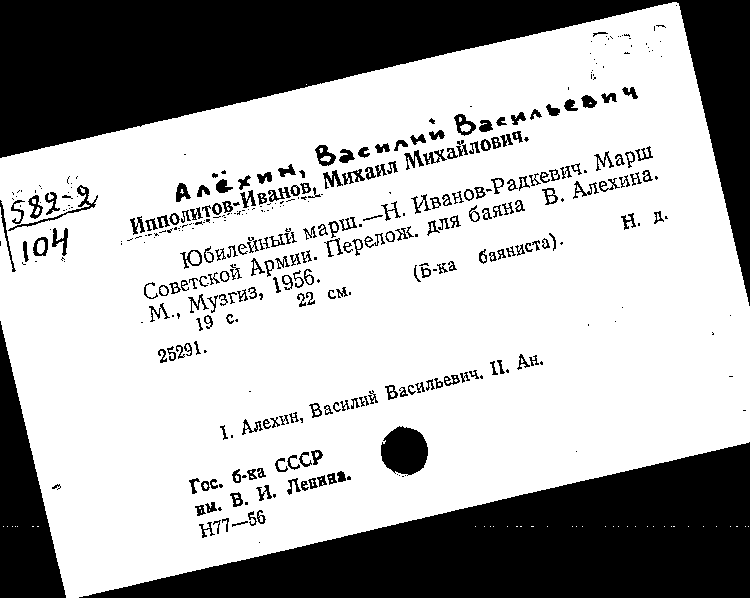 582-2
104
Алёхин, Василий Васильевич
Ипполитов-Иванов, Михаил Михайлович.
Юбилейный марш.—Н. Иванов-Радкевич. Марш
Советской Армии. Перелож. для баяна В. Алехина.
М., Музгиз, 1956.
19 с. 22 см. (Б-ка баяниста). Н. д.
25291.
I. Алехин, Василий Васильевич. II. Ан.
Гос. б-ка СССР
им. В. И. Ленина.
Н77—56